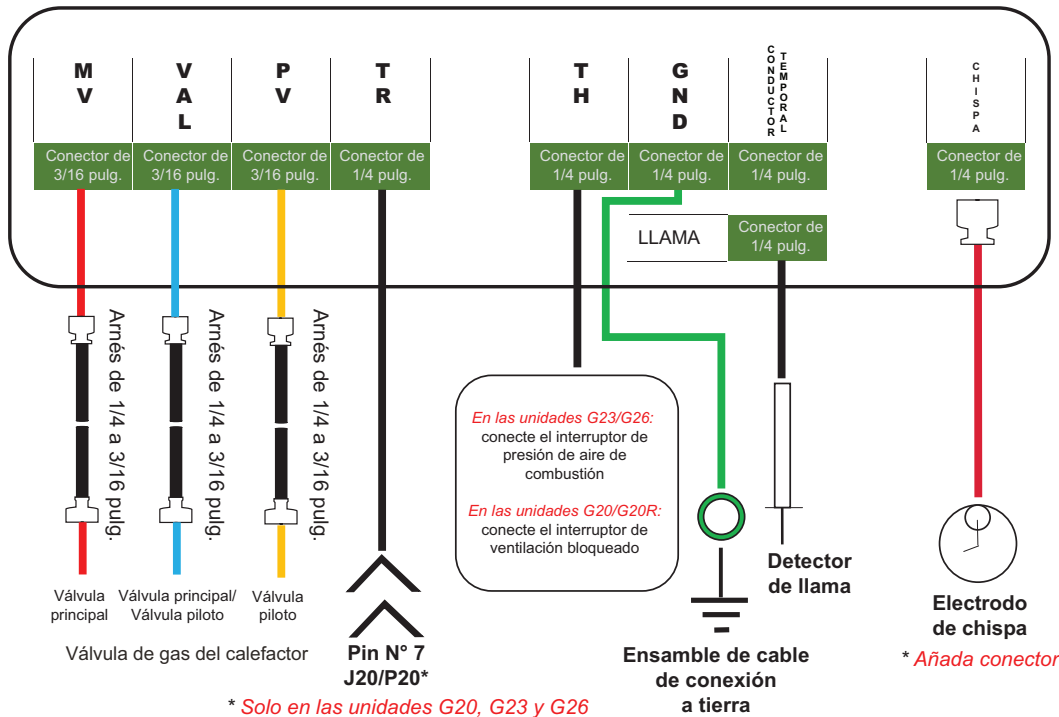 MV
VAL
PV
TR
TH
GND
CONDUCTOR
TEMPORAL
CHISPA
Conector de
3/16 pulg.
Conector de
3/16 pulg.
Conector de
3/16 pulg.
Conector de
1/4 pulg.
Conector de
1/4 pulg.
Conector de
1/4 pulg.
Conector de
1/4 pulg.
Conector de
1/4 pulg.
LLAMA
Conector de
1/4 pulg.
Arnés de 1/4 a 3/16 pulg.
Arnés de 1/4 a 3/16 pulg.
Arnés de 1/4 a 3/16 pulg.
En las unidades G23/G26:
conecte el interruptor de
presión de aire de
combustión
En las unidades G20/G20R:
conecte el interruptor de
ventilación bloqueado
Válvula
principal
Válvula principal/
Válvula piloto
Válvula
piloto
Válvula de gas del calefactor
Pin N° 7
J20/P20*
* Solo en las unidades G20, G23 y G26
Ensamble de cable
de conexión
a tierra
Detector
de llama
Electrodo
de chispa
* Añada conector